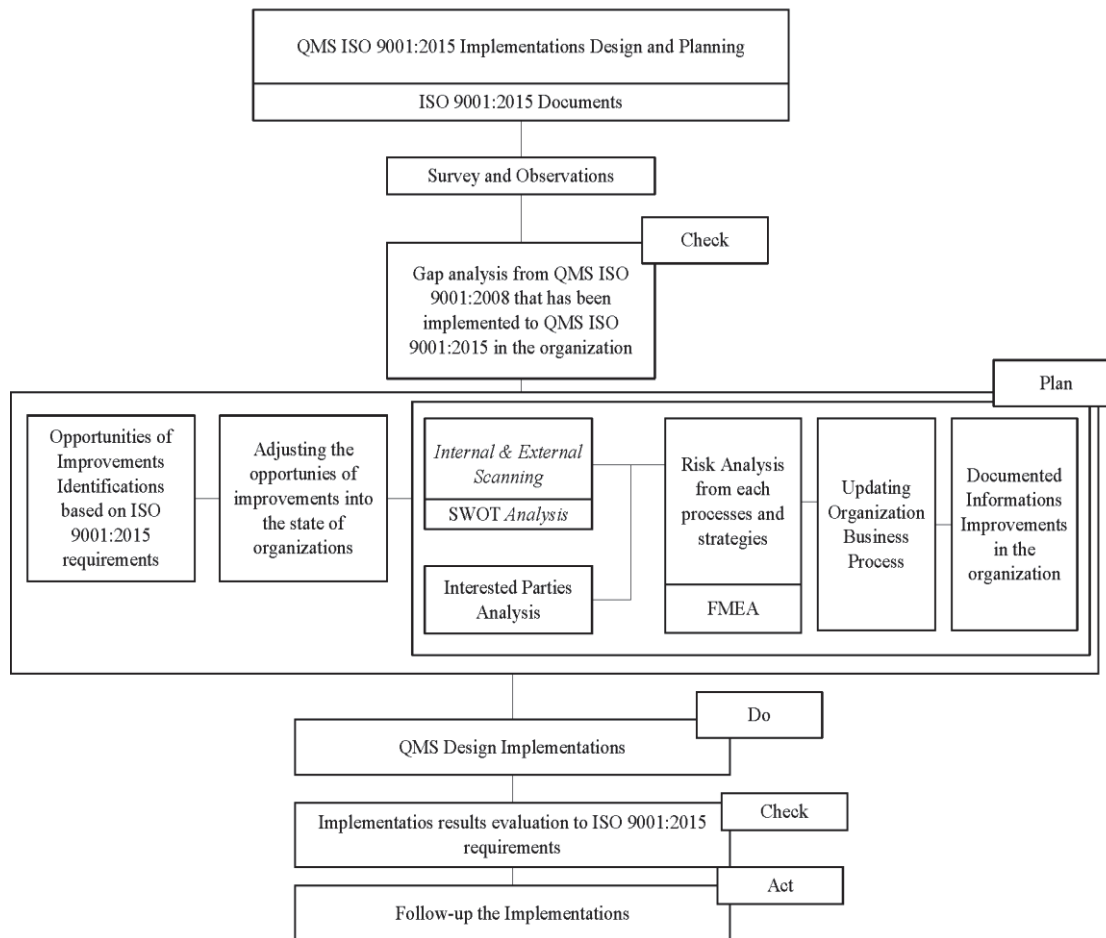 QMS ISO 9001:2015 Implementations Design and Planning
ISO 9001:2015 Documents
Survey and Observations
Check
Gap analysis from QMS ISO
9001:2008 that has been
implemented to QMS ISO
9001:2015 in the organization
Plan
Opportunities of
Improvements
Identifications
based on ISO
9001:2015
requirements
Adjusting the
opportunies of
improvements into
the state of
organizations
Internal & External
Scanning
SWOT Analysis
Interested Parties
Analysis
Risk Analysis
from each
processes and
strategies
FMEA
Updating
Organization
Business
Process
Documented
Informations
Improvements
in the
organization
Do
QMS Design Implementations
Check
Implementatios results evaluation to ISO 9001:2015
requirements
Act
Follow-up the Implementations